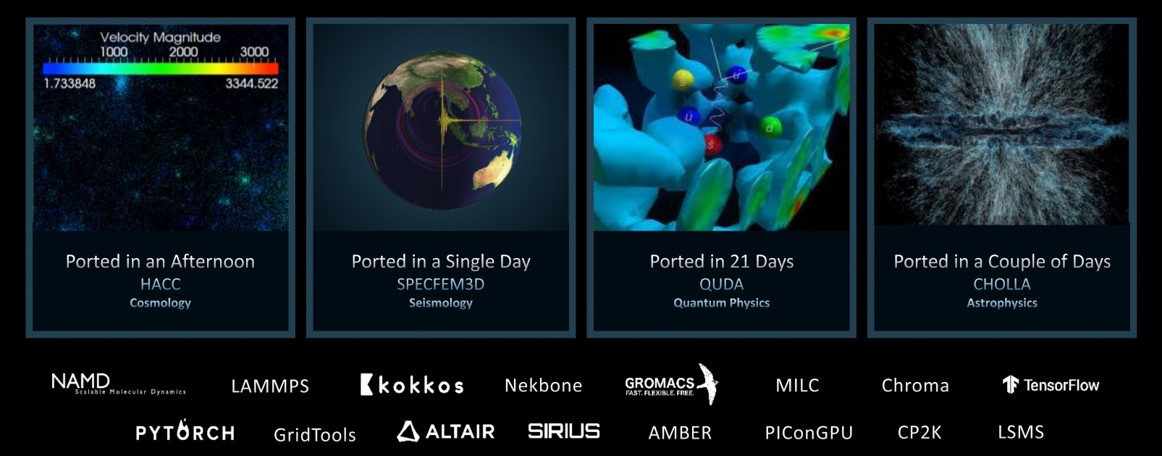 Velocity Magnitude
1000 2000 3000
1.733848 3344.522
s u
ū
d
s̄
Ported in an Afternoon
HACC
Cosmology
Ported in a Single Day
SPECFEM3D
Seismology
Ported in 21 Days
QUDA
Quantum Physics
Ported in a Couple of Days
CHOLLA
Astrophysics
NAMD
Scalable Molecular Dynamics
LAMMPS
kokkos
Nekbone
GROMACS
FAST. FLEXIBLE. FREE.
MILC
Chroma
TensorFlow
PYTORCH
GridTools
ALTAIR
SIRIUS
AMBER
PIConGPU
CP2K
LSMS